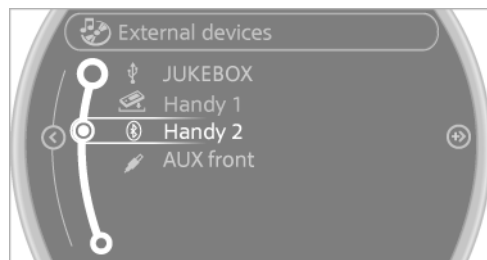 External devices
JUKEBOX
Handy 1
Handy 2
AUX front